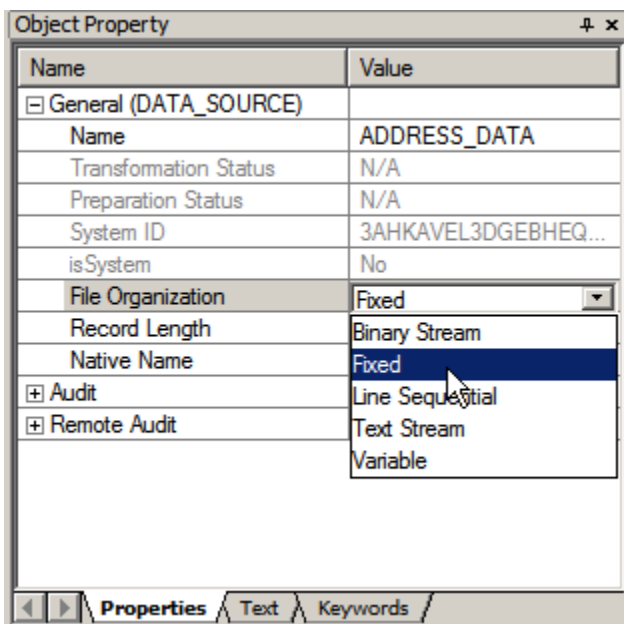 Object Property
Name Value
General (DATA_SOURCE)
Name ADDRESS_DATA
Transformation Status N/A
Preparation Status N/A
System ID 3AHKAVEL3DGEBHEQ...
isSystem No
File Organization Fixed
Record Length Binary Stream
Native Name Fixed
Audit Line Sequential
Remote Audit Text Stream
Variable
Properties Text Keywords